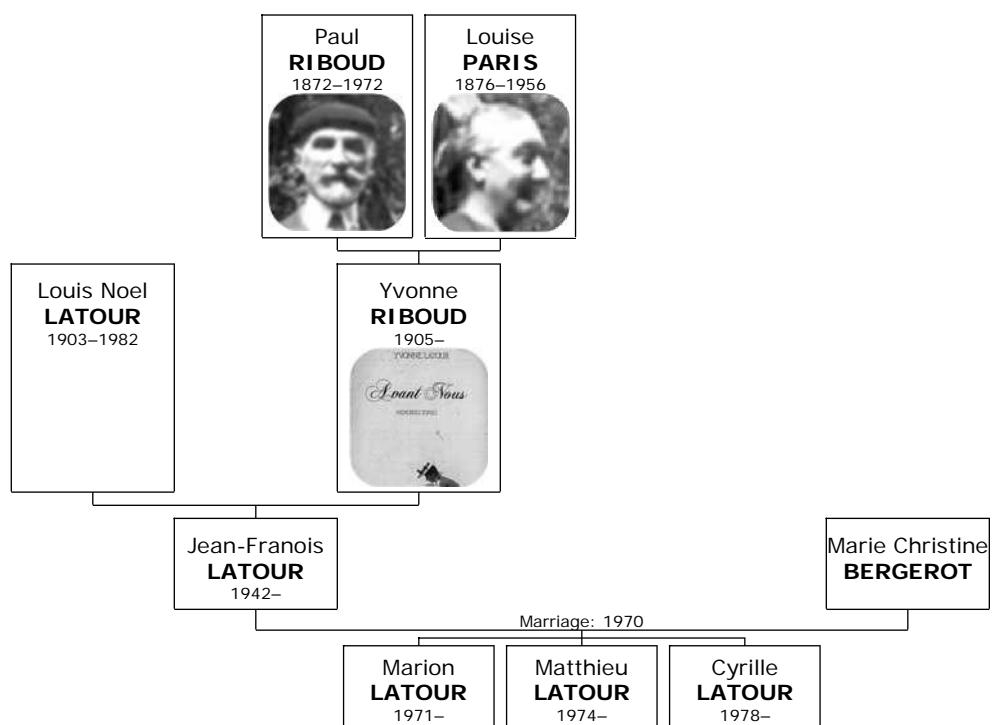 Paul
RIBOUD
1872–1972
Louise
PARIS
1876–1956
Louis Noel
LATOUR
1903–1982
Yvonne
RIBOUD
1905–
YVONNE LATOUR
Avant Nous
Jean-Franois
LATOUR
1942–
Marie Christine
BERGEROT
Marriage: 1970
Marion
LATOUR
1971–
Matthieu
LATOUR
1974–
Cyrille
LATOUR
1978–